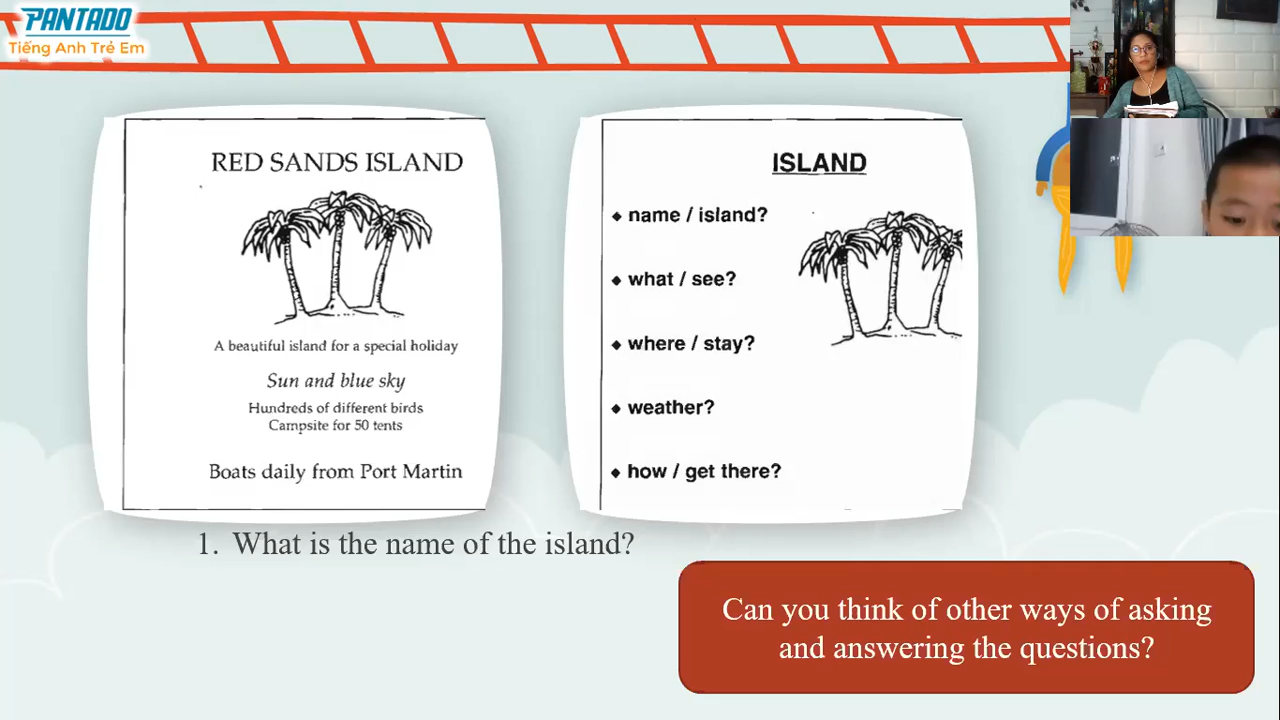 PANTADO
Tiếng Anh Trẻ Em
RED SANDS ISLAND
A beautiful island for a special holiday
Sun and blue sky
Hundreds of different birds
Campsite for 50 tents
Boats daily from Port Martin
ISLAND
◆ name / island?
◆ what / see?
◆ where / stay?
◆ weather?
◆ how / get there?
1. What is the name of the island?
Can you think of other ways of asking
and answering the questions?